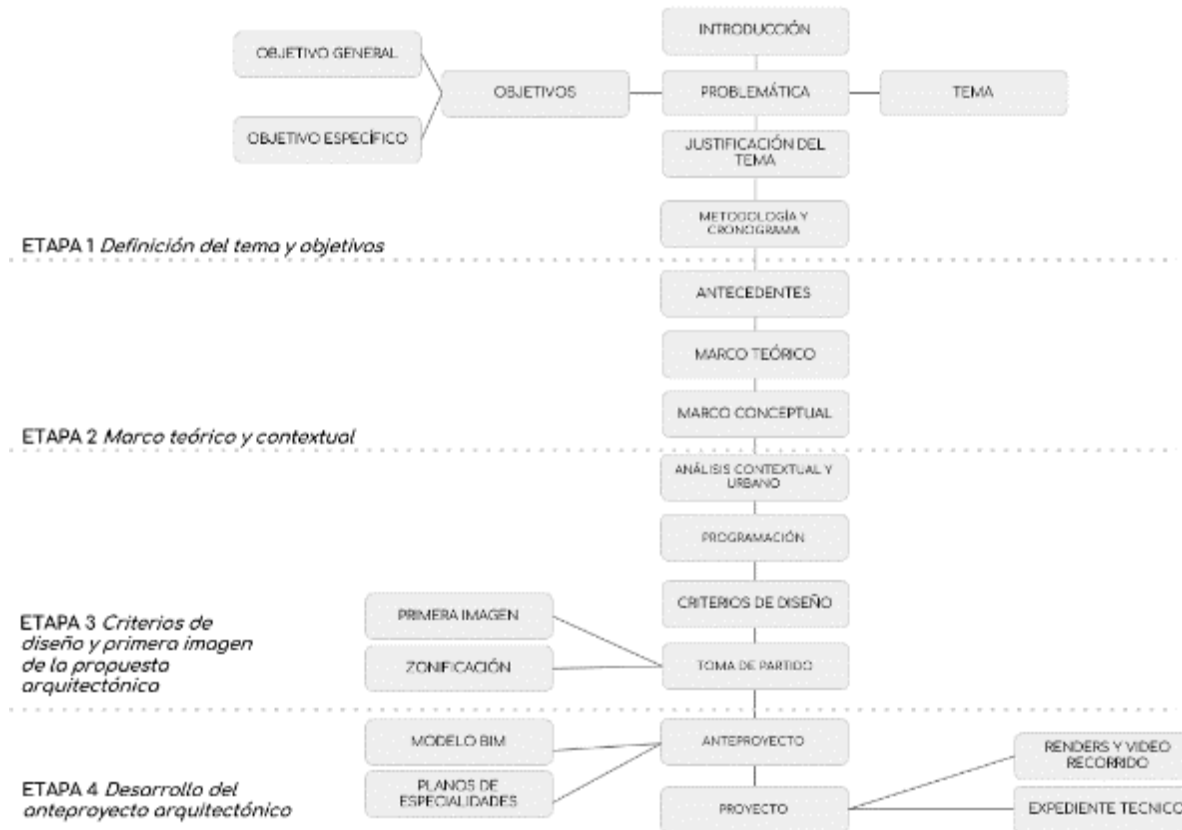 INTRODUCCIÓN
OBJETIVO GENERAL
OBJETIVOS
PROBLEMÁTICA
TEMA
OBJETIVO ESPECÍFICO
JUSTIFICACIÓN DEL
TEMA
METODOLOGÍA Y
CRONOGRAMA
ETAPA 1 Definición del tema y objetivos
ANTECEDENTES
MARCO TEÓRICO
MARCO CONCEPTUAL
ETAPA 2 Marco teórico y contextual
ANÁLISIS CONTEXTUAL Y
URBANO
PROGRAMACIÓN
CRITERIOS DE DISEÑO
PRIMERA IMAGEN
ZONIFICACIÓN
TOMA DE PARTIDO
ETAPA 3 Criterios de
diseño y primera imagen
de la propuesta
arquitectónica
MODELO BIM
ANTEPROYECTO
PLANOS DE
ESPECIALIDADES
RENDERS Y VIDEO
RECORRIDO
PROYECTO
EXPEDIENTE TECNICO
ETAPA 4 Desarrollo del
anteproyecto arquitectónico